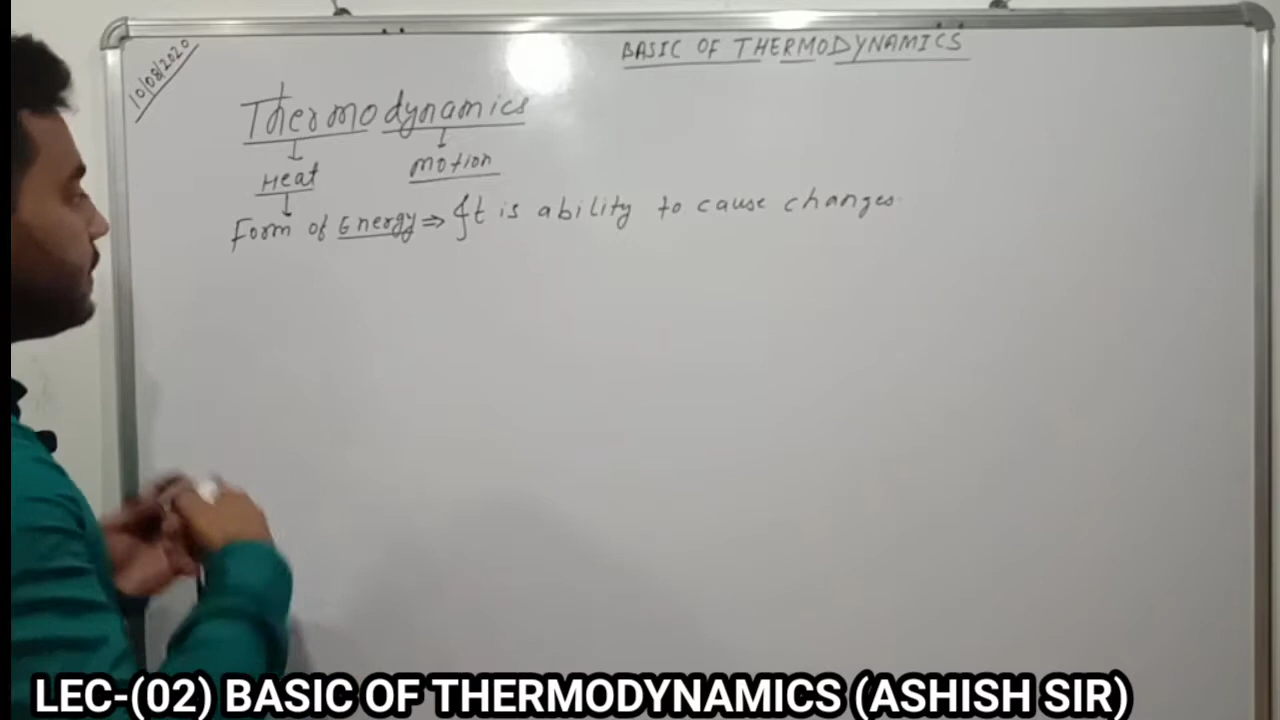 10/08/2020
BASIC OF THERMODYNAMICS
Thermodynamics
Heat
Motion
Form of Energy ⇒ It is ability to cause changes.
LEC-(02) BASIC OF THERMODYNAMICS (ASHISH SIR)